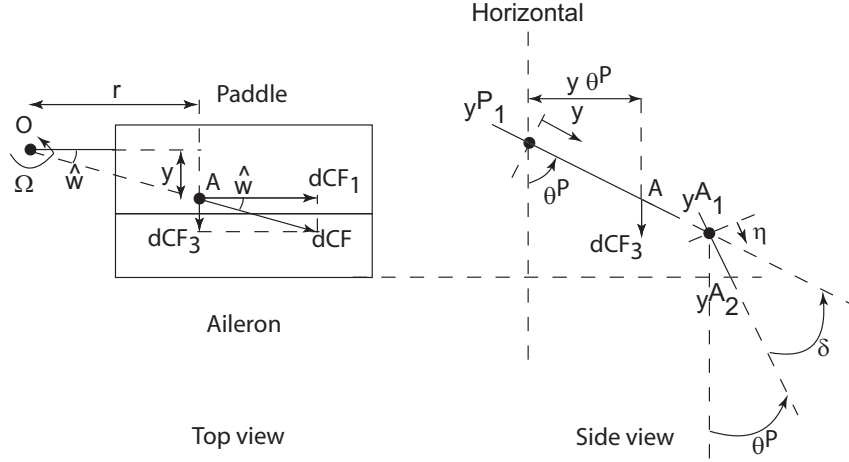 Horizontal
r
Paddle
y θᴾ
O
yP₁
y
Ω
ŵ
y
A
ŵ
dCF₁
θᴾ
A
yA₁
dCF₃
dCF
dCF₃
η
yA₂
Aileron
δ
Top view
Side view
θᴾ